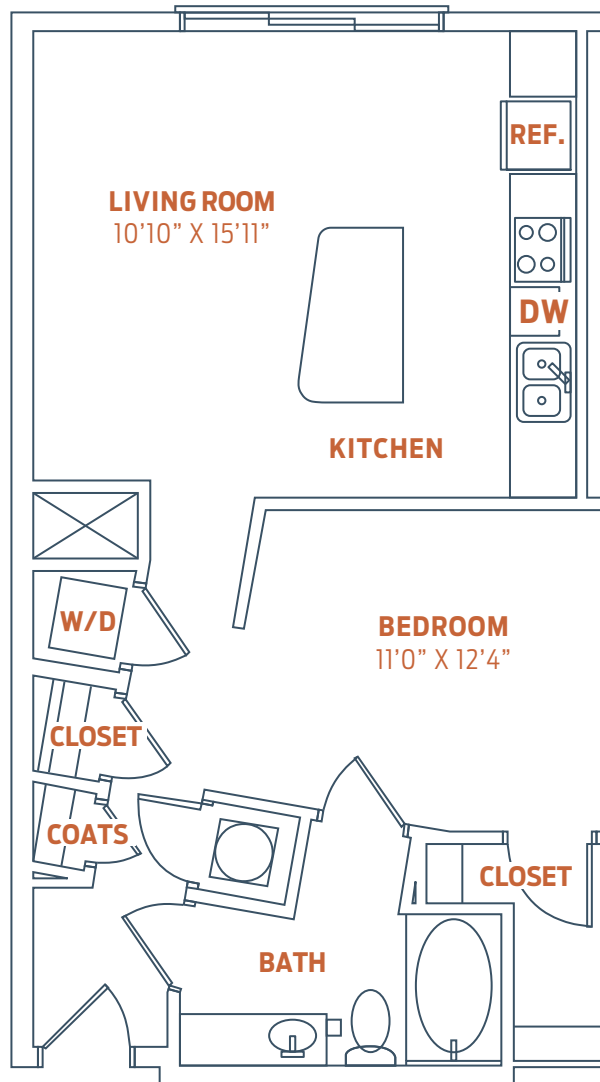 REF.
LIVING ROOM
10’10” X 15’11”
DW
KITCHEN
W/D
BEDROOM
11’0” X 12’4”
CLOSET
COATS
CLOSET
BATH